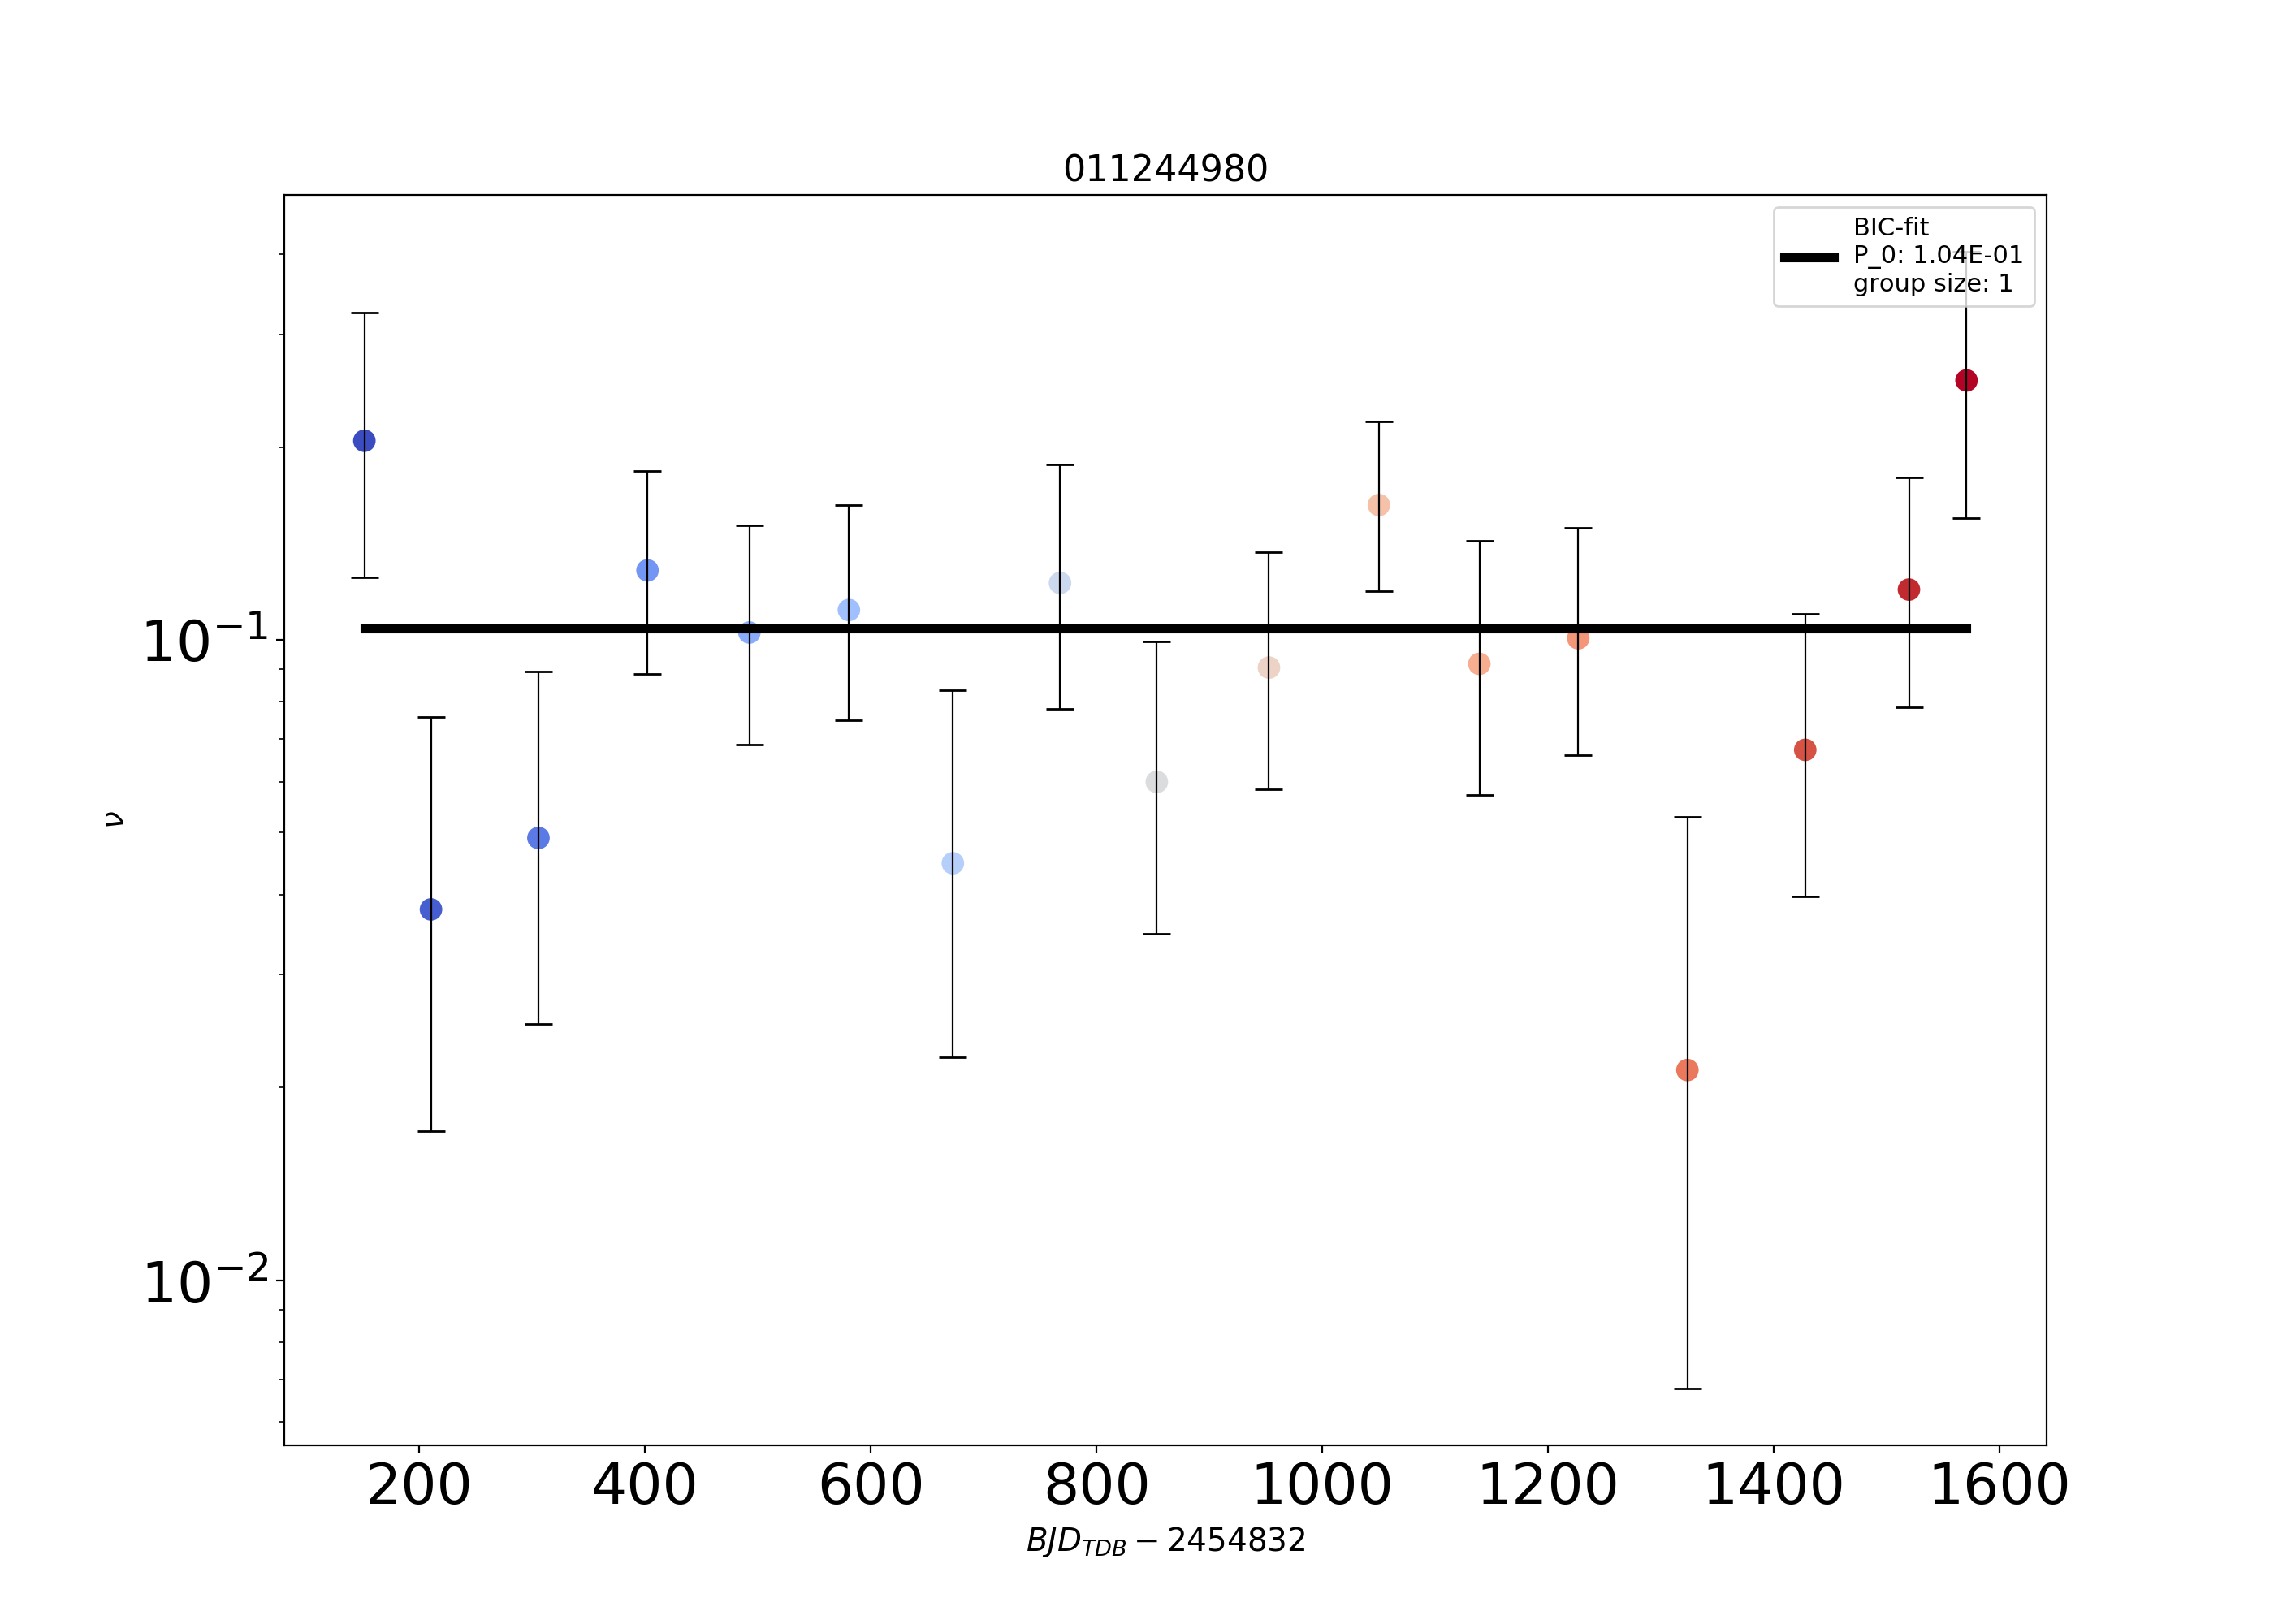 011244980
BIC-fit
P_0: 1.04E-01
group size: 1
10⁻¹
ν
10⁻²
200 400 600 800 1000 1200 1400 1600
BJD_TDB − 2454832